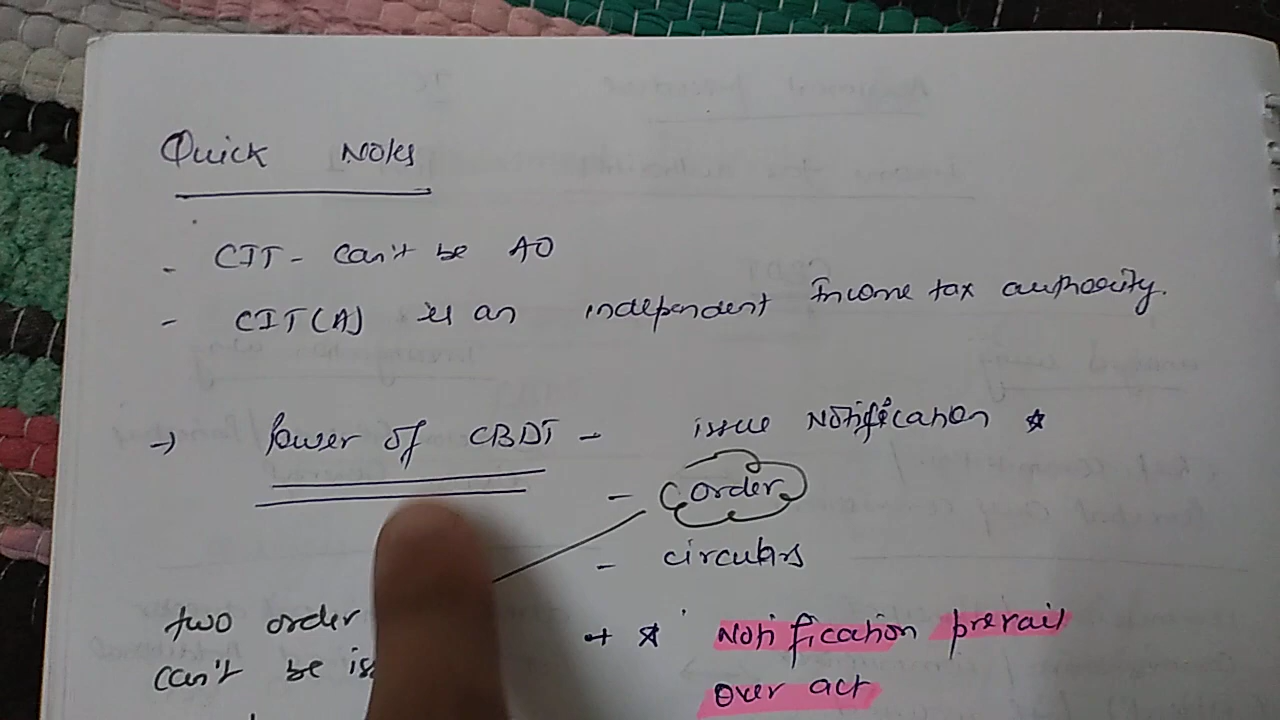 Quick Notes
- CIT - can't be AO
- CIT(A) is an independent Income tax authority.
→ Power of CBDT - issue Notification ☆
- order
- circulars
two order
can't be
→ ☆ Notification prevail
over act